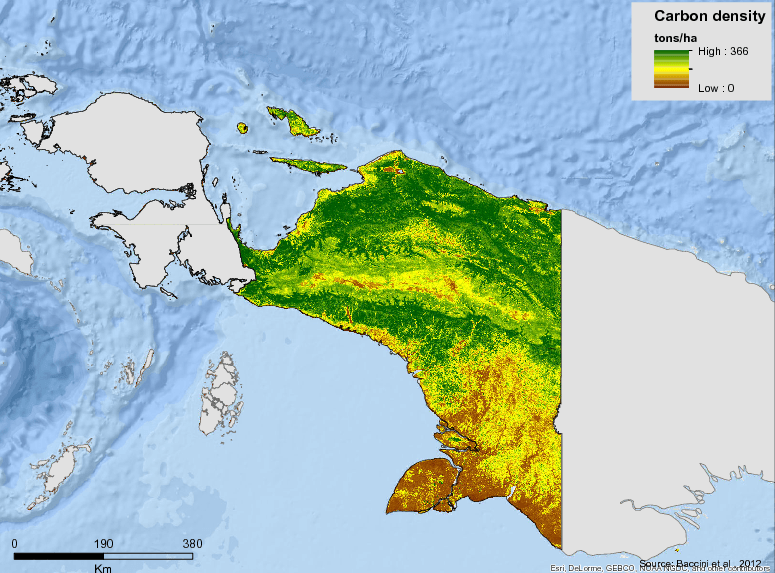 Carbon density
tons/ha
High : 366
Low : 0
0 190 380
Km
Source: Baccini et al., 2012
Esri, DeLorme, GEBCO, NOAA NGDC, and other contributors